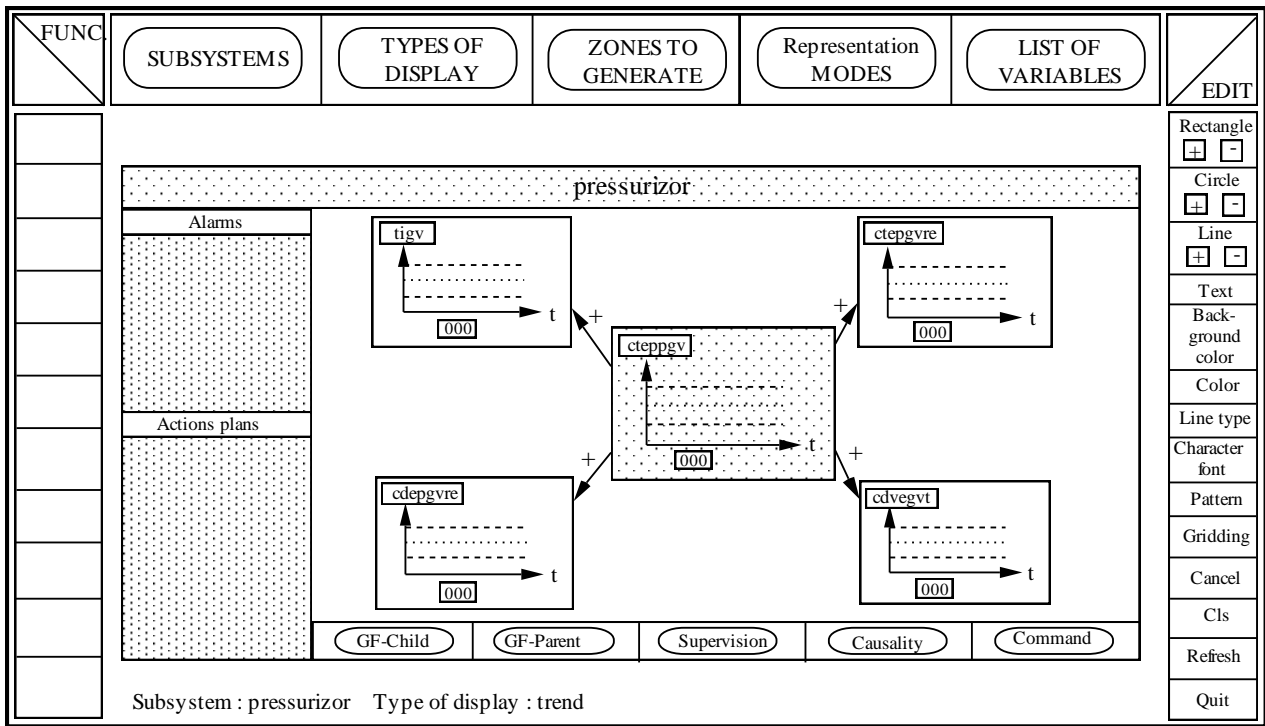 FUNC.
SUBSYSTEMS
TYPES OF
DISPLAY
ZONES TO
GENERATE
Representation
MODES
LIST OF
VARIABLES
EDIT
Rectangle
+ -
Circle
+ -
Line
+ -
Text
Back-
ground
color
Color
Line type
Character
font
Pattern
Gridding
Cancel
Cls
Refresh
Quit
pressurizor
Alarms
Actions plans
tigv
t
000
+
ctepgvre
t
000
+
cteppgv
t
000
cdepgvre
t
000
+
cdvegvt
t
000
+
GF-Child
GF-Parent
Supervision
Causality
Command
Subsystem : pressurizor Type of display : trend